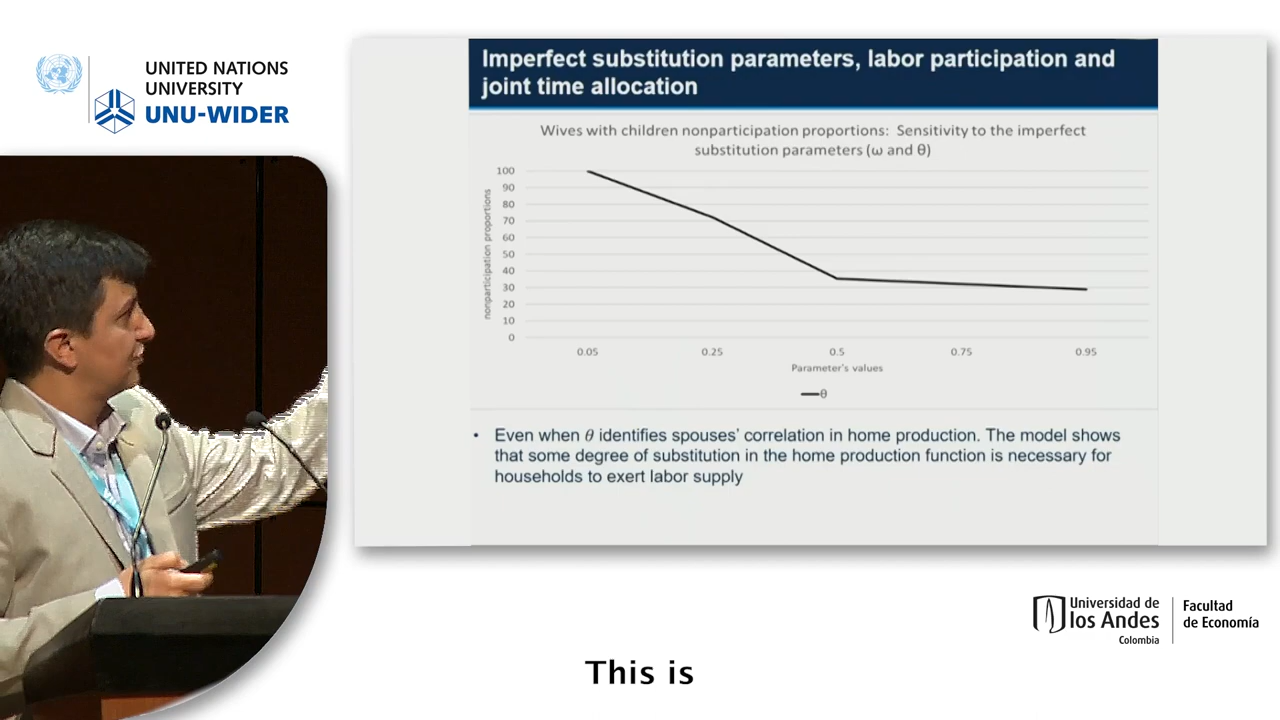 UNITED NATIONS
UNIVERSITY
UNU-WIDER
Imperfect substitution parameters, labor participation and
joint time allocation
Wives with children nonparticipation proportions: Sensitivity to the imperfect
substitution parameters (ω and θ)
nonparticipation proportions
100
90
80
70
60
50
40
30
20
10
0
0.05 0.25 0.5 0.75 0.95
Parameter's values
θ
• Even when θ identifies spouses' correlation in home production. The model shows
that some degree of substitution in the home production function is necessary for
households to exert labor supply
Universidad de
los Andes
Colombia
Facultad
de Economía
This is